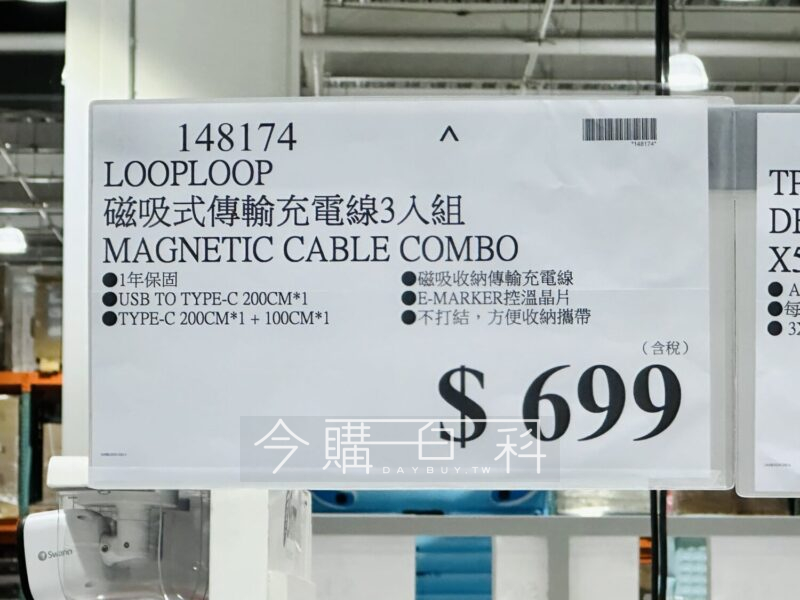 148174
^
*148174*
LOOPLOOP
磁吸式傳輸充電線3入組
MAGNETIC CABLE COMBO
●1年保固
●USB TO TYPE-C 200CM*1
●TYPE-C 200CM*1 + 100CM*1
●磁吸收納傳輸充電線
●E-MARKER控溫晶片
●不打結，方便收納攜帶
(含稅)
$ 699
今購百科
DAYBUY.TW
X5
● A
●每
● 3X